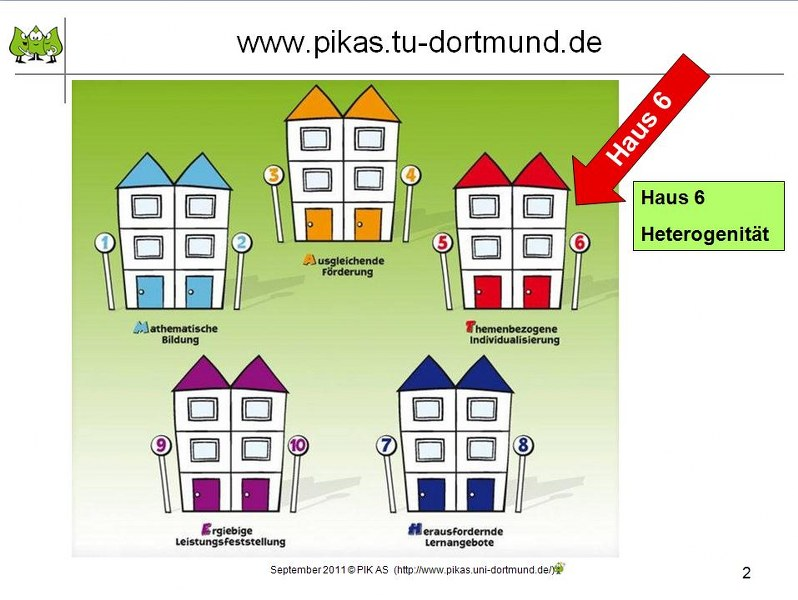 www.pikas.tu-dortmund.de
Haus 6
Haus 6
Heterogenität
3
4
Ausgleichende
Förderung
1
2
Mathematische
Bildung
5
6
Themenbezogene
Individualisierung
9
10
Ergiebige
Leistungsfeststellung
7
8
Herausfordernde
Lernangebote
September 2011 © PIK AS (http://www.pikas.uni-dortmund.de/)
2